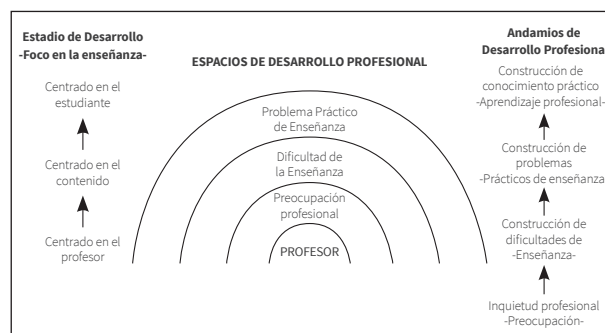 Estadio de Desarrollo
-Foco en la enseñanza-
Centrado en el
estudiante
Centrado en el
contenido
Centrado en el
profesor
ESPACIOS DE DESARROLLO PROFESIONAL
Problema Práctico
de Enseñanza
Dificultad de
la Enseñanza
Preocupación
profesional
PROFESOR
Andamios de
Desarrollo Profesiona
Construcción de
conocimiento práctico
-Aprendizaje profesional-
Construcción de
problemas
-Prácticos de enseñanza
Construcción de
dificultades de
-Enseñanza-
Inquietud profesional
-Preocupación-